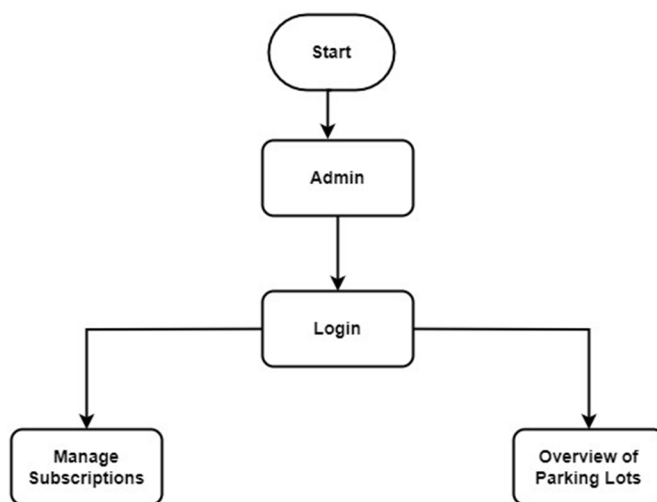 Start
Admin
Login
Manage
Subscriptions
Overview of
Parking Lots